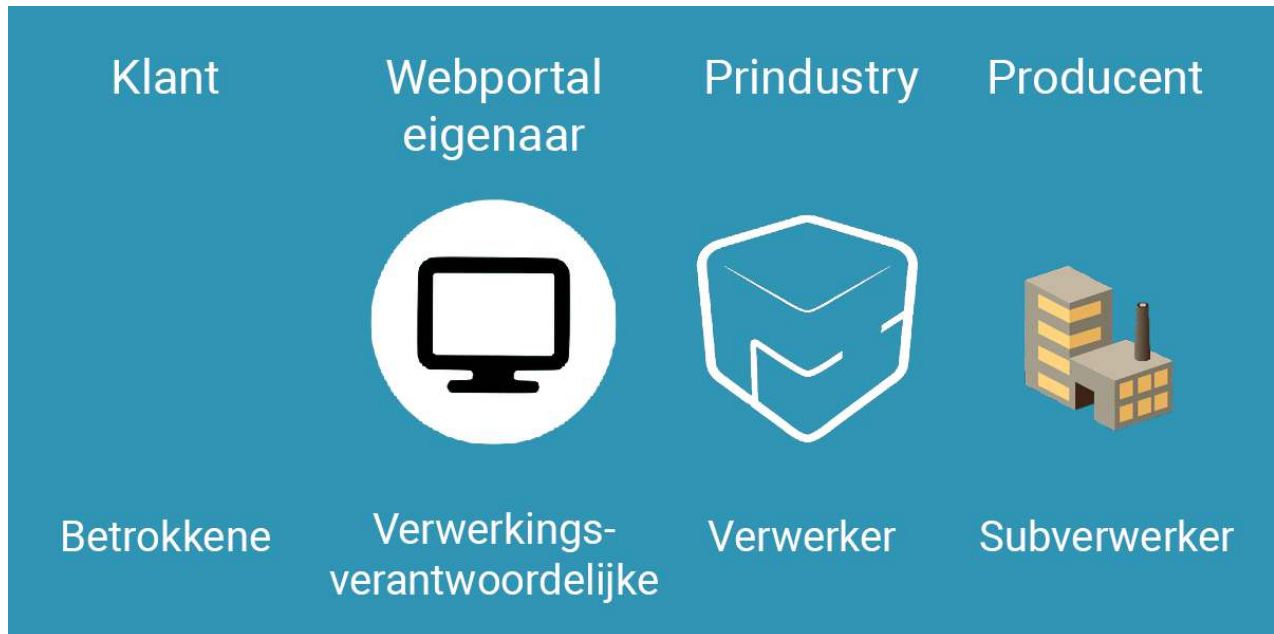 Klant
Webportal
eigenaar
Prindustry
Producent
Betrokkene
Verwerkings-
verantwoordelijke
Verwerker
Subverwerker